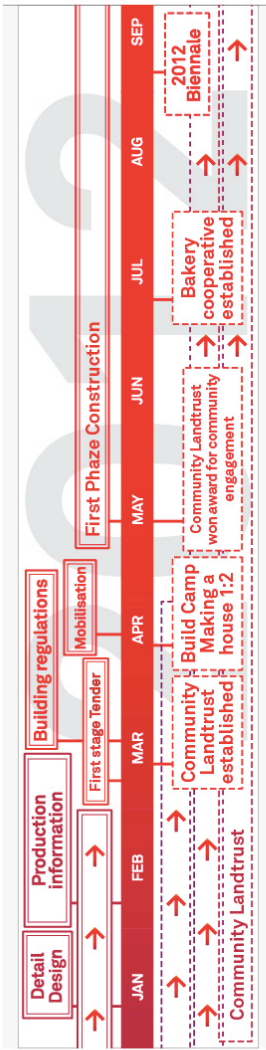 2012
Detail
Design
Production
information
Building regulations
First stage Tender
Mobilisation
First Phaze Construction
JAN
FEB
MAR
APR
MAY
JUN
JUL
AUG
SEP
Community Landtrust
Community
Landtrust
established
Build Camp
Making a
house 1:2
Community Landtrust
won award for community
engagement
Bakery
cooperative
established
2012
Biennale